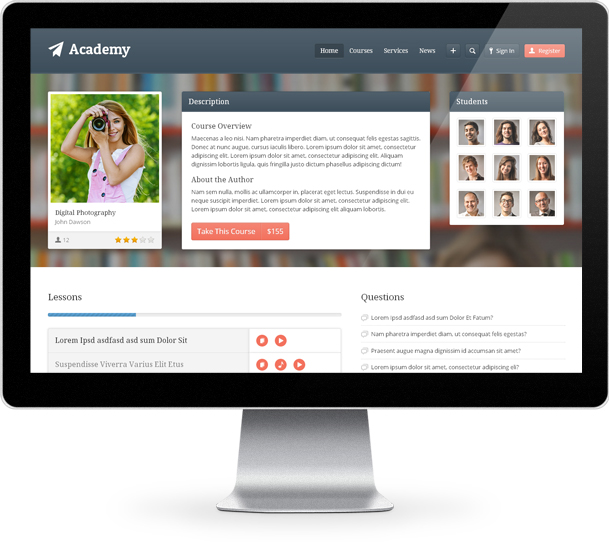 Academy
Home Courses Services News + Sign In Register
Digital Photography
John Dawson
12
Description
Course Overview
Maecenas a leo nisi. Nam pharetra imperdiet diam, ut consequat felis egestas sagittis.
Donec at nunc augue, cursus iaculis libero. Lorem ipsum dolor sit amet, consectetur
adipiscing elit. Lorem ipsum dolor sit amet, consectetur adipiscing elit. Aliquam
dignissim lobortis ligula, quis fringilla justo dictum phasellus dignissim ac dictum!
About the Author
Nam sem nulla, mollis ac ullamcorper in, placerat eget lectus. Suspendisse in dui eu
neque suscipit imperdiet. Lorem ipsum dolor sit amet, consectetur adipiscing elit.
Lorem ipsum dolor sit amet, consectetur adipiscing elit aliquam lobortis.
Take This Course $155
Students
Lessons
Lorem Ipsd asdfasd asd sum Dolor Sit
Suspendisse Viverra Varius Elit Etus
Questions
Lorem ipsd asdfasd asd sum Dolor Et Fatum?
Nam pharetra imperdiet diam, ut consequat felis egestas?
Praesent augue magna dignissim id accumsan sit amet?
Lorem ipsum dolor sit amet, consectetur adipiscing eli?